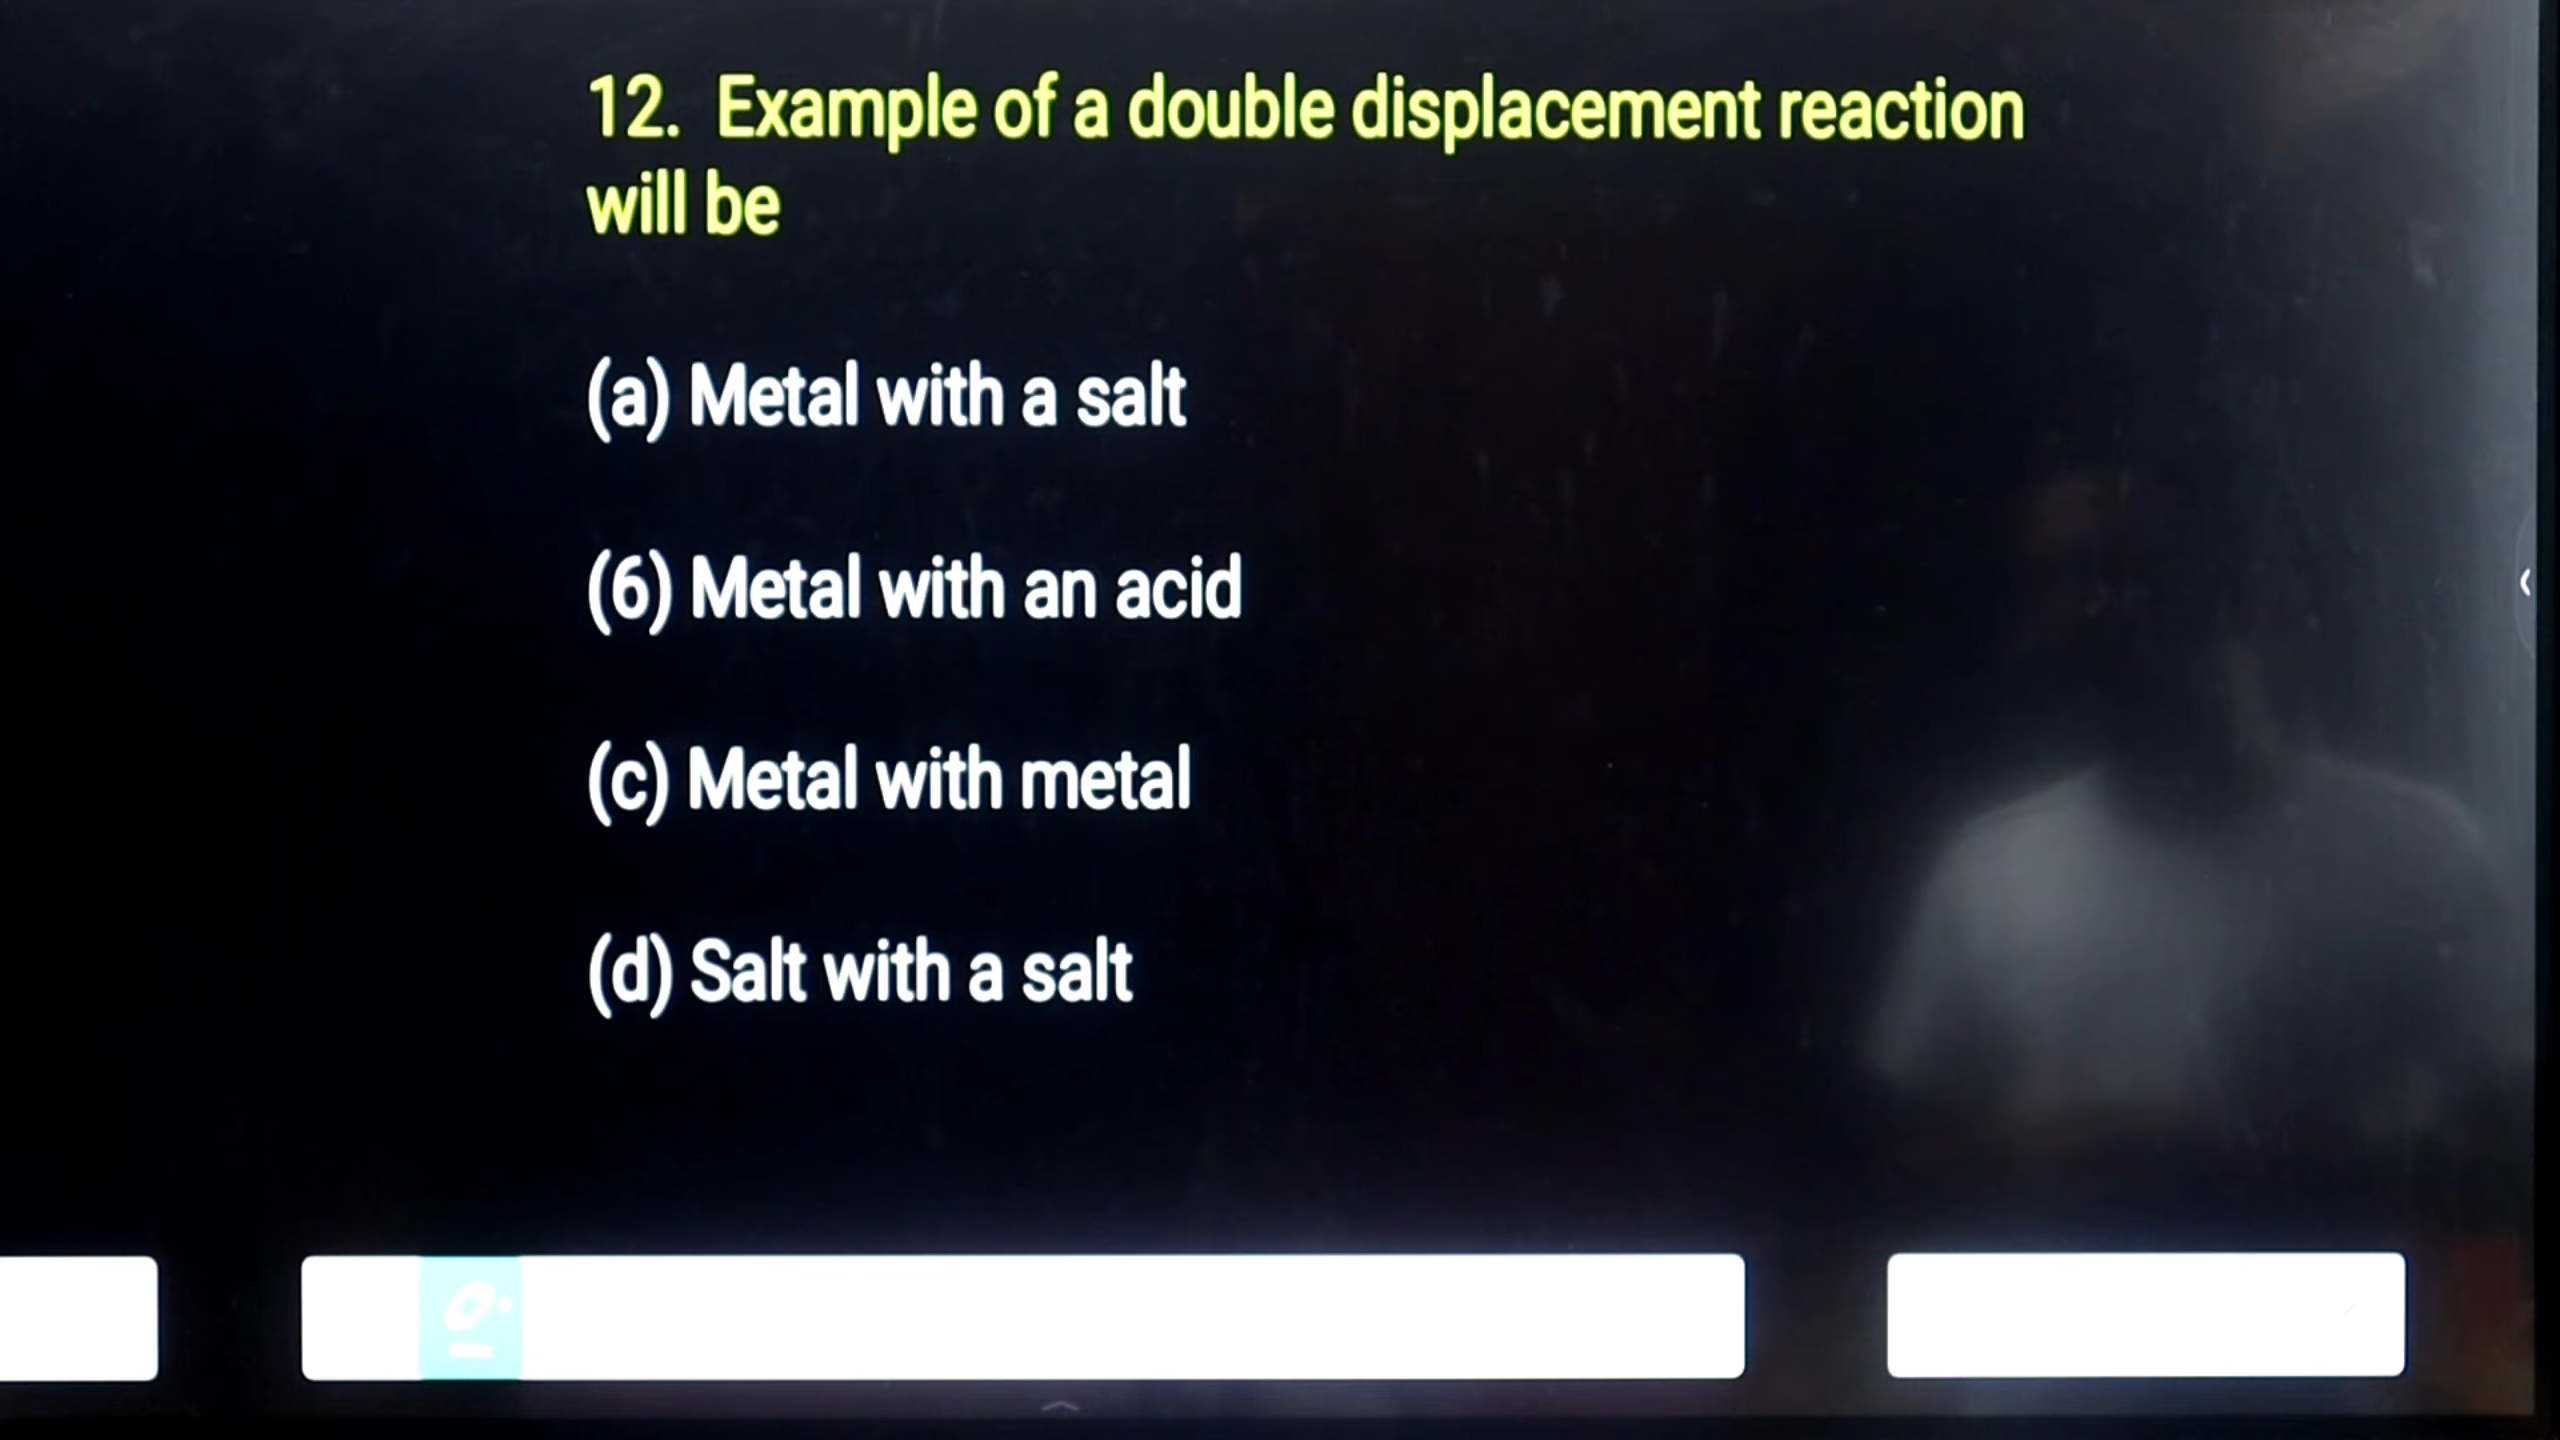 12. Example of a double displacement reaction
will be
(a) Metal with a salt
(6) Metal with an acid
(c) Metal with metal
(d) Salt with a salt